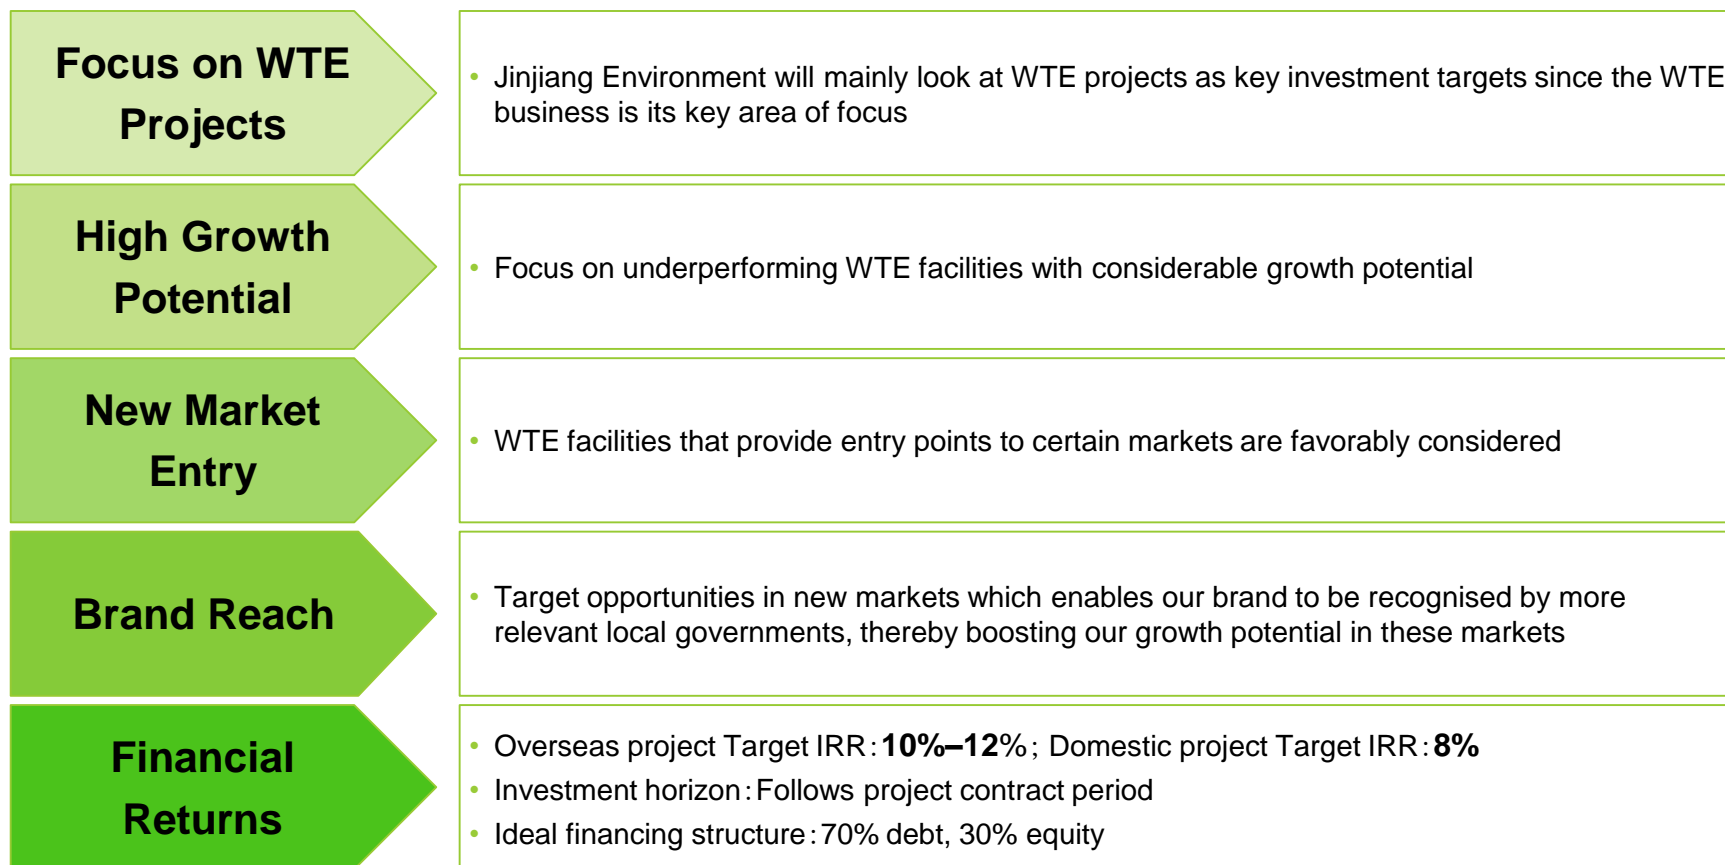 Focus on WTE
Projects
• Jinjiang Environment will mainly look at WTE projects as key investment targets since the WTE
business is its key area of focus
High Growth
Potential
• Focus on underperforming WTE facilities with considerable growth potential
New Market
Entry
• WTE facilities that provide entry points to certain markets are favorably considered
Brand Reach
• Target opportunities in new markets which enables our brand to be recognised by more
relevant local governments, thereby boosting our growth potential in these markets
Financial
Returns
• Overseas project Target IRR：10%–12%；Domestic project Target IRR：8%
• Investment horizon：Follows project contract period
• Ideal financing structure：70% debt, 30% equity